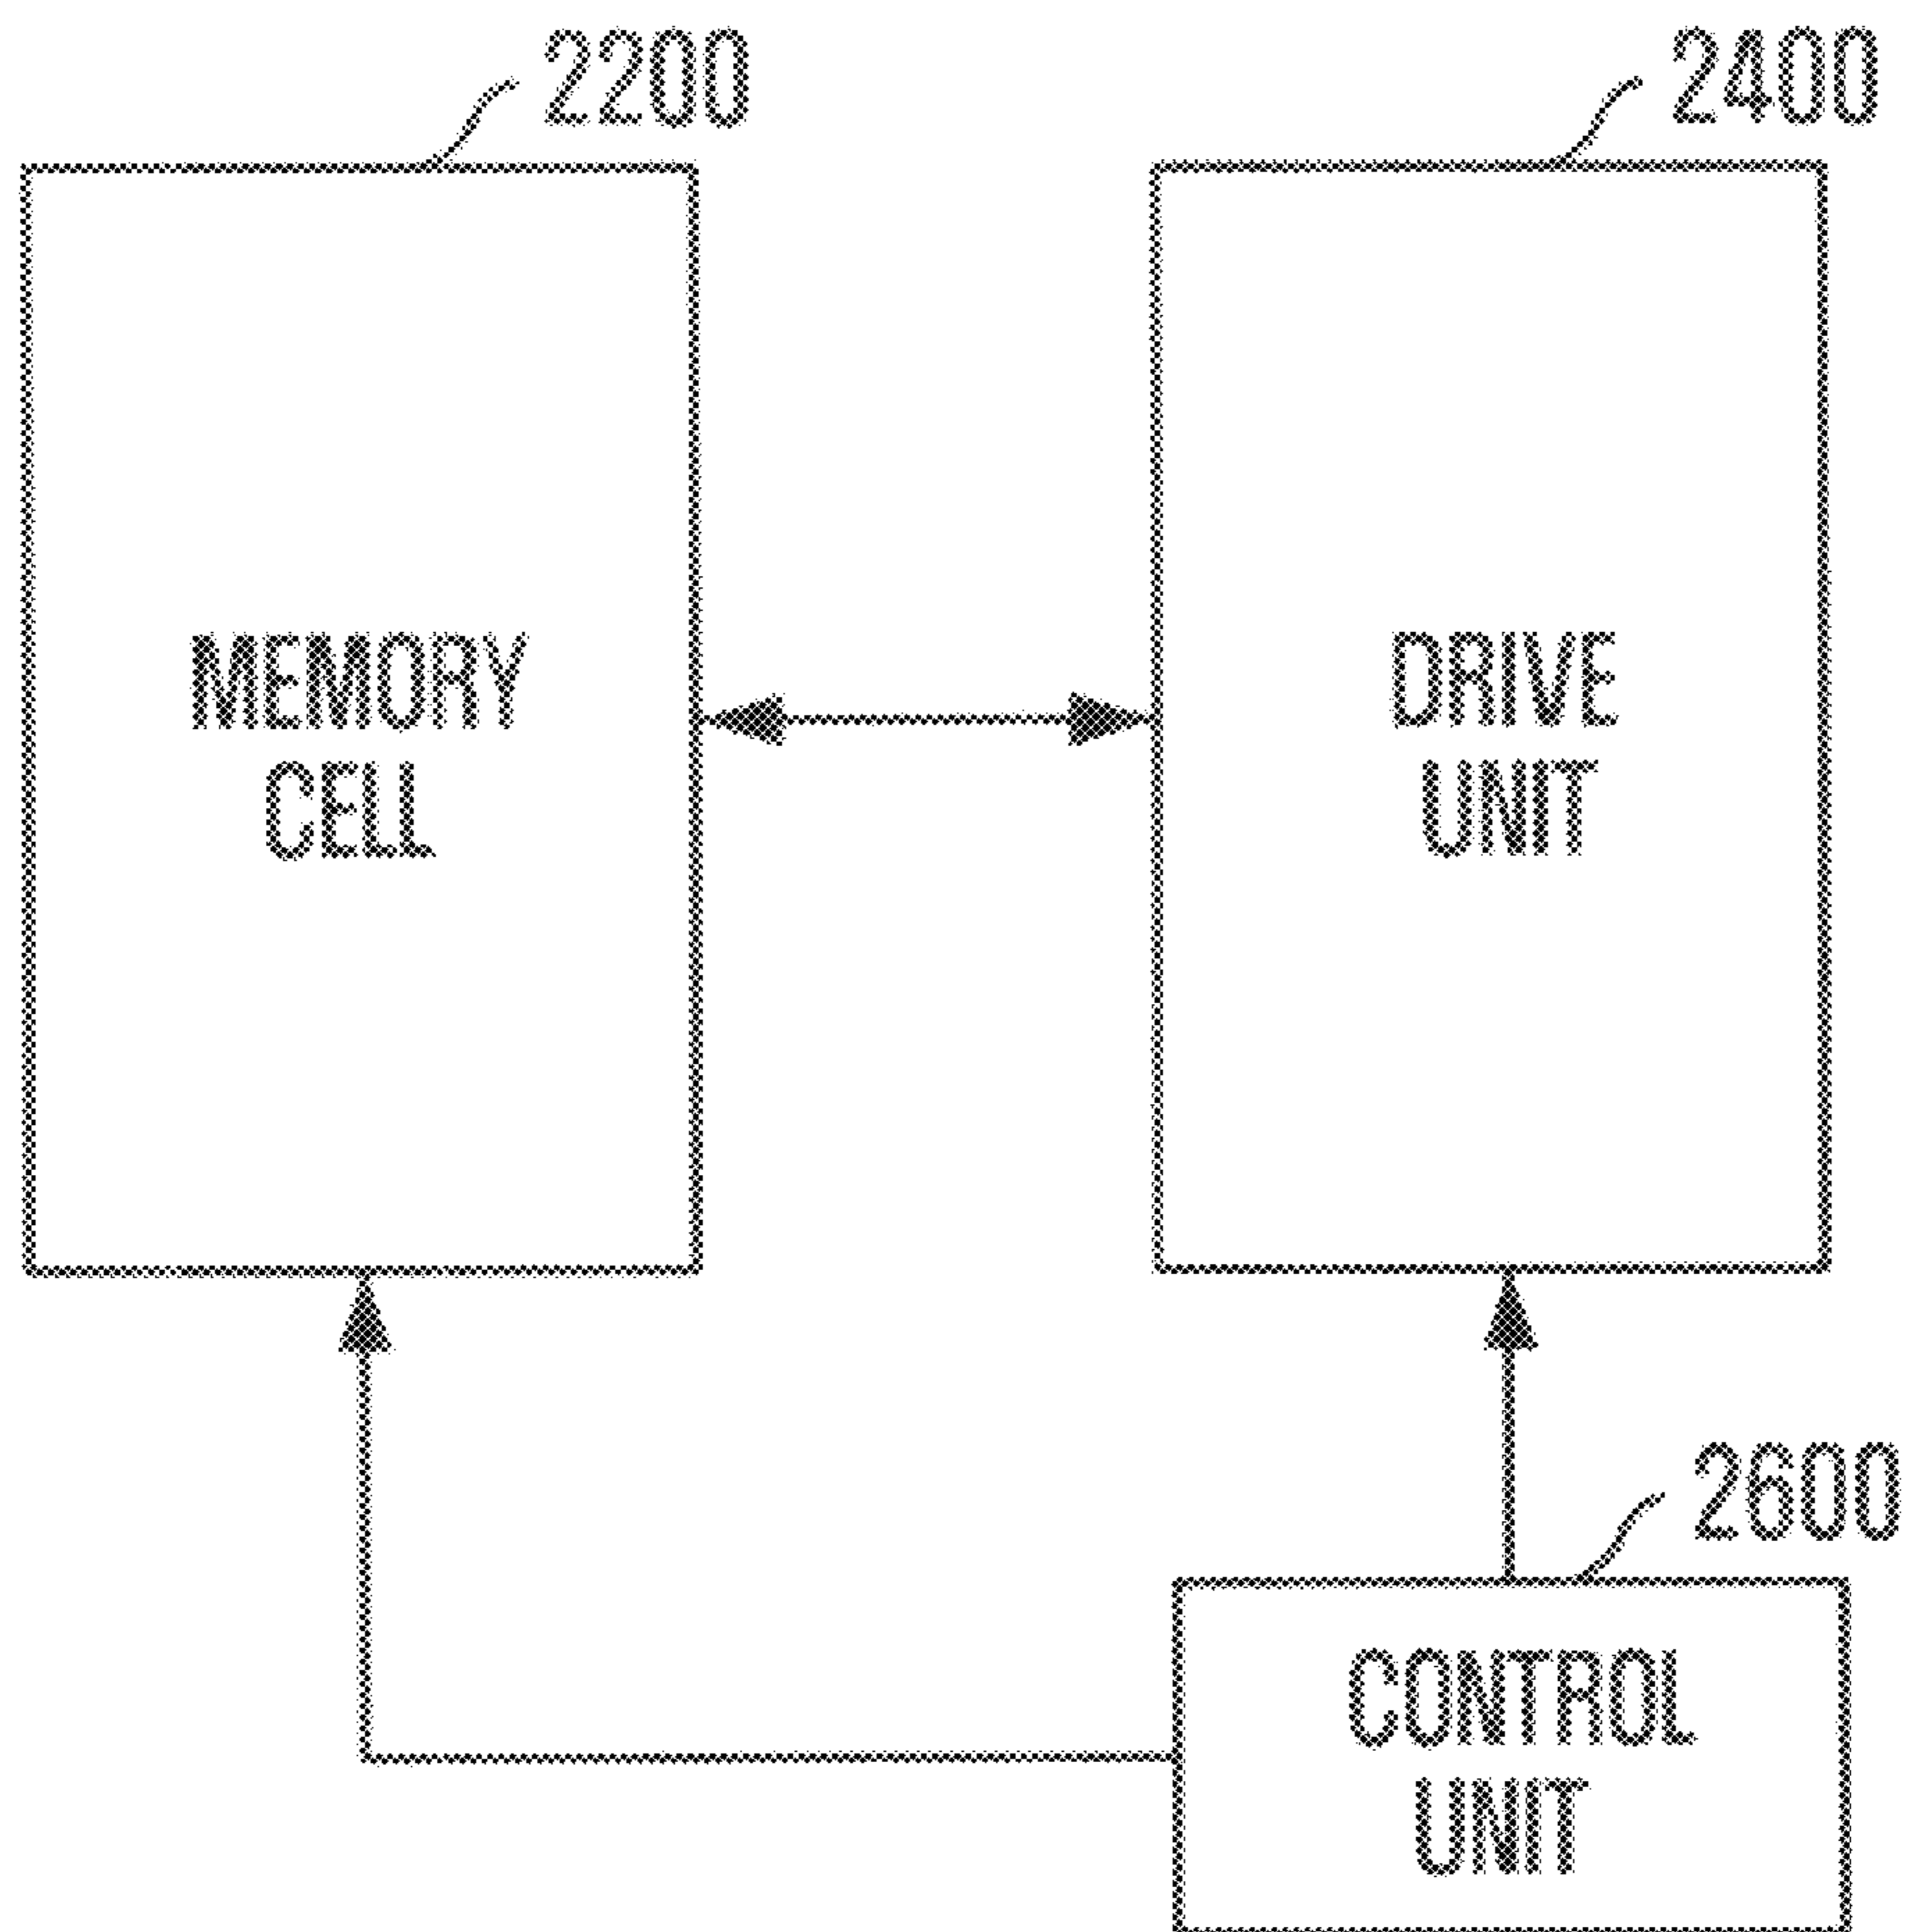 2200
2400
MEMORY
CELL
DRIVE
UNIT
2600
CONTROL
UNIT